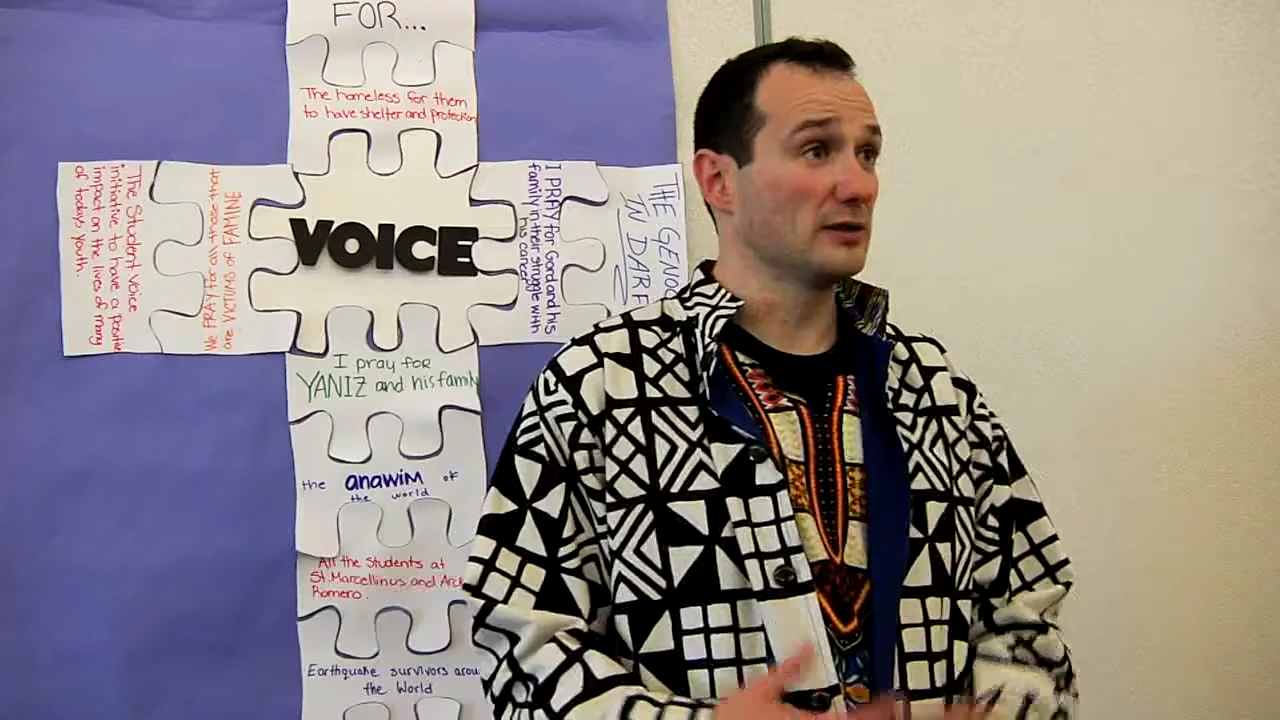 FOR...
The homeless for them
to have shelter and protection
• The Student Voice
initiative to have a positive
impact on the lives of many
of todays youth.
We PRAY for all those that
are VICTIMS of FAMINE
VOICE
I PRAY for Gord and his
family in their struggle with
his cancer
THE GENOC
IN DARF
I pray for
YANIZ and his family
the anawim of
the world
All the Students at
St. Marcellinus and Arch
Romero.
Earthquake survivors arou
the World